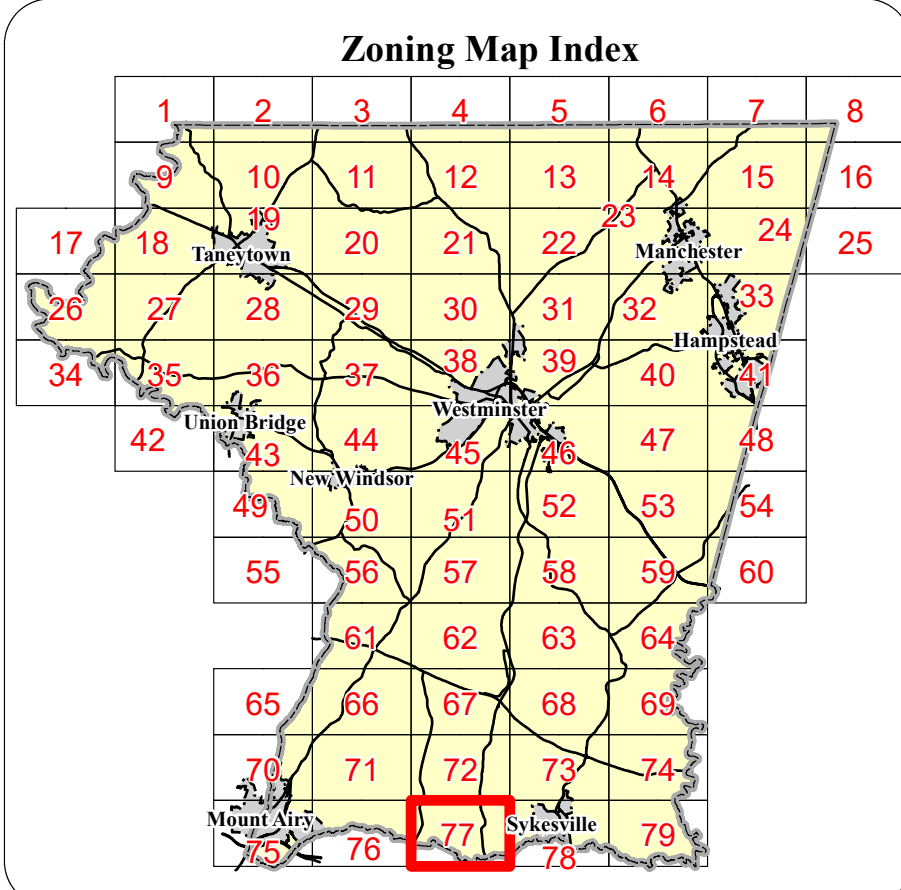 Zoning Map Index
1 2 3 4 5 6 7 8
9 10 11 12 13 14 15 16
17 18 19 20 21 22 23 24 25
Taneytown
Manchester
26 27 28 29 30 31 32 33
Hampstead
34 35 36 37 38 39 40 41
Westminster
Union Bridge
42 43 44 45 46 47 48
New Windsor
49 50 51 52 53 54
55 56 57 58 59 60
61 62 63 64
65 66 67 68 69
70 71 72 73 74
Mount Airy
Sykesville
75 76 77 78 79